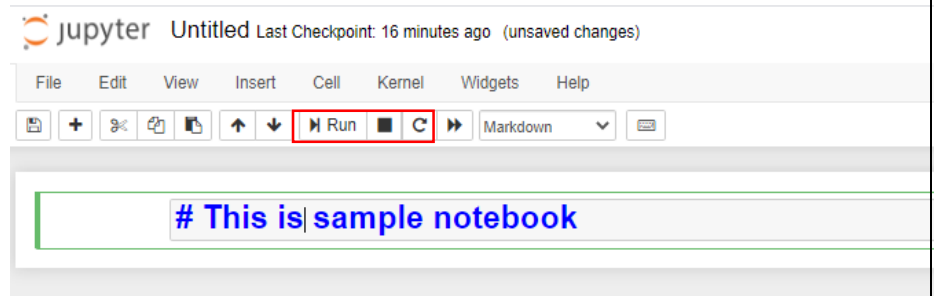 jupyter Untitled Last Checkpoint: 16 minutes ago (unsaved changes)
File Edit View Insert Cell Kernel Widgets Help
Run Markdown
# This is sample notebook